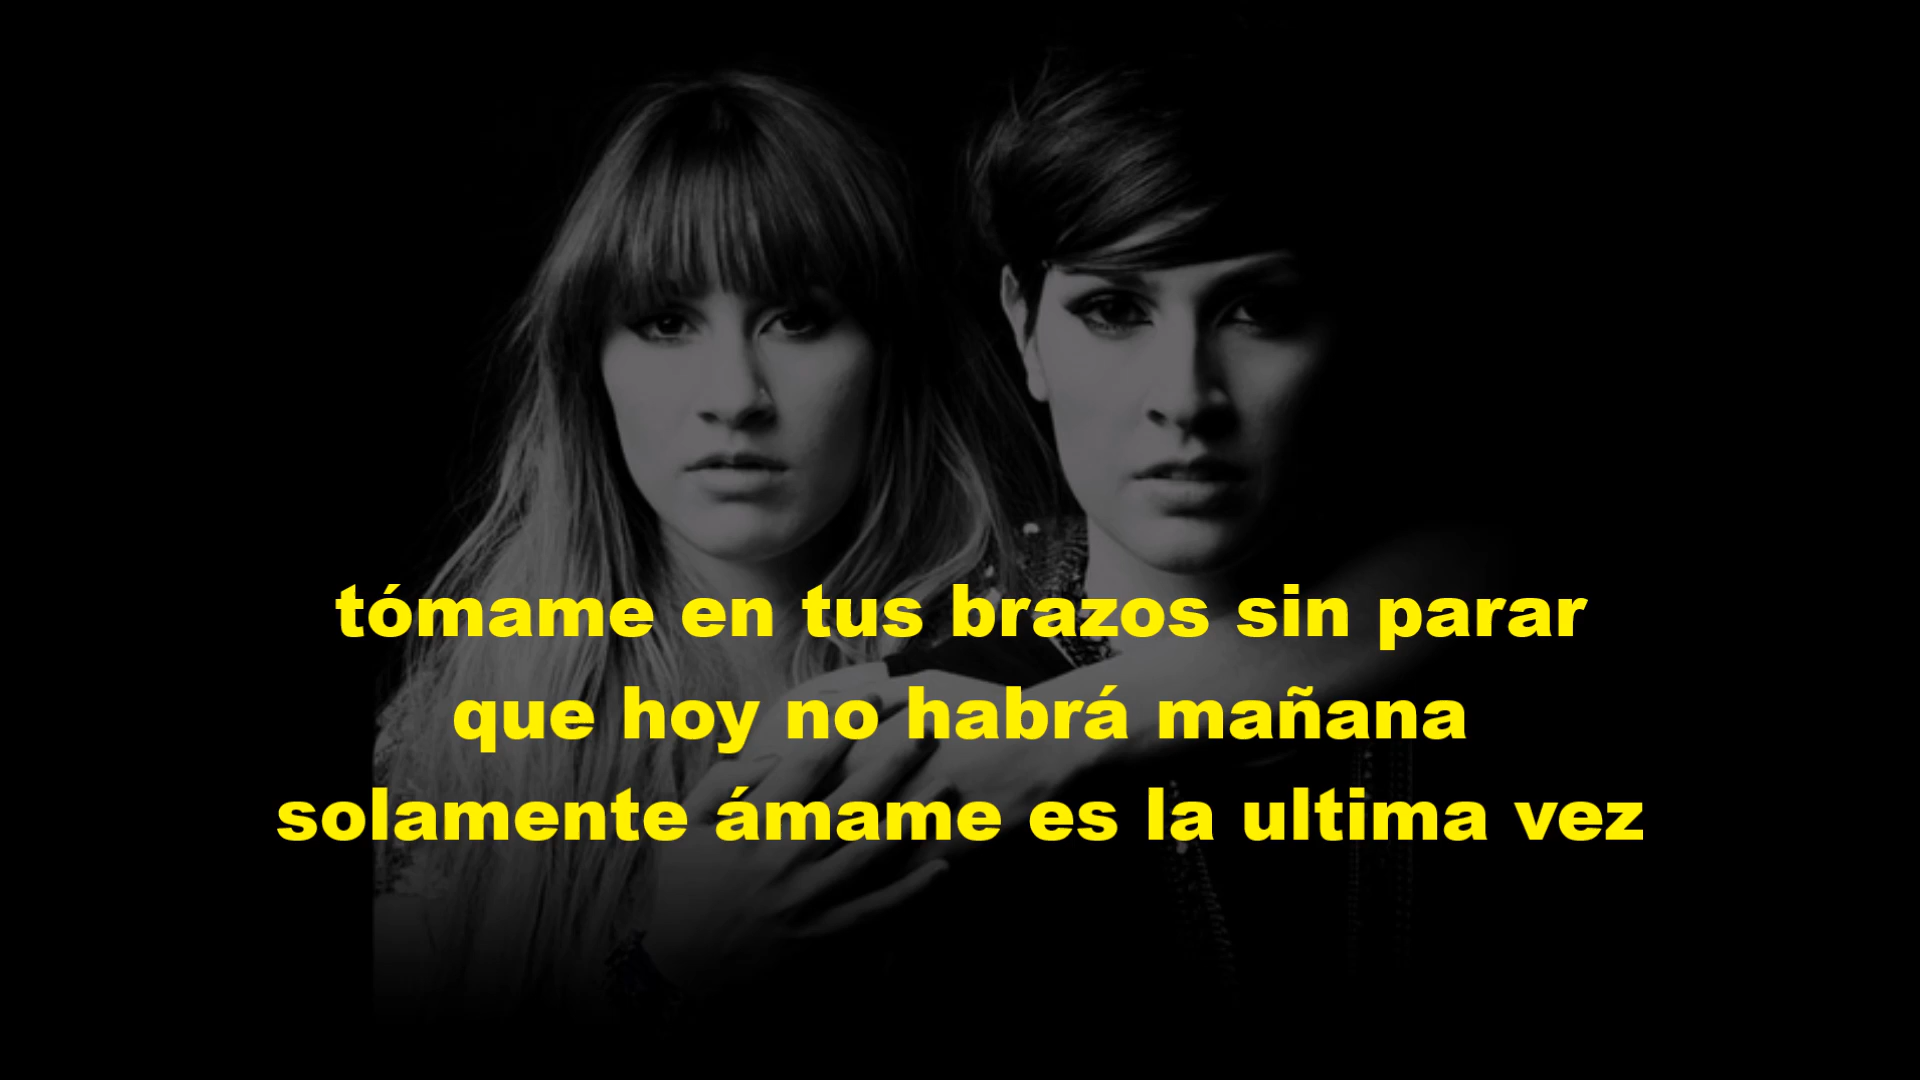 tómame en tus brazos sin parar
que hoy no habrá mañana
solamente ámame es la ultima vez